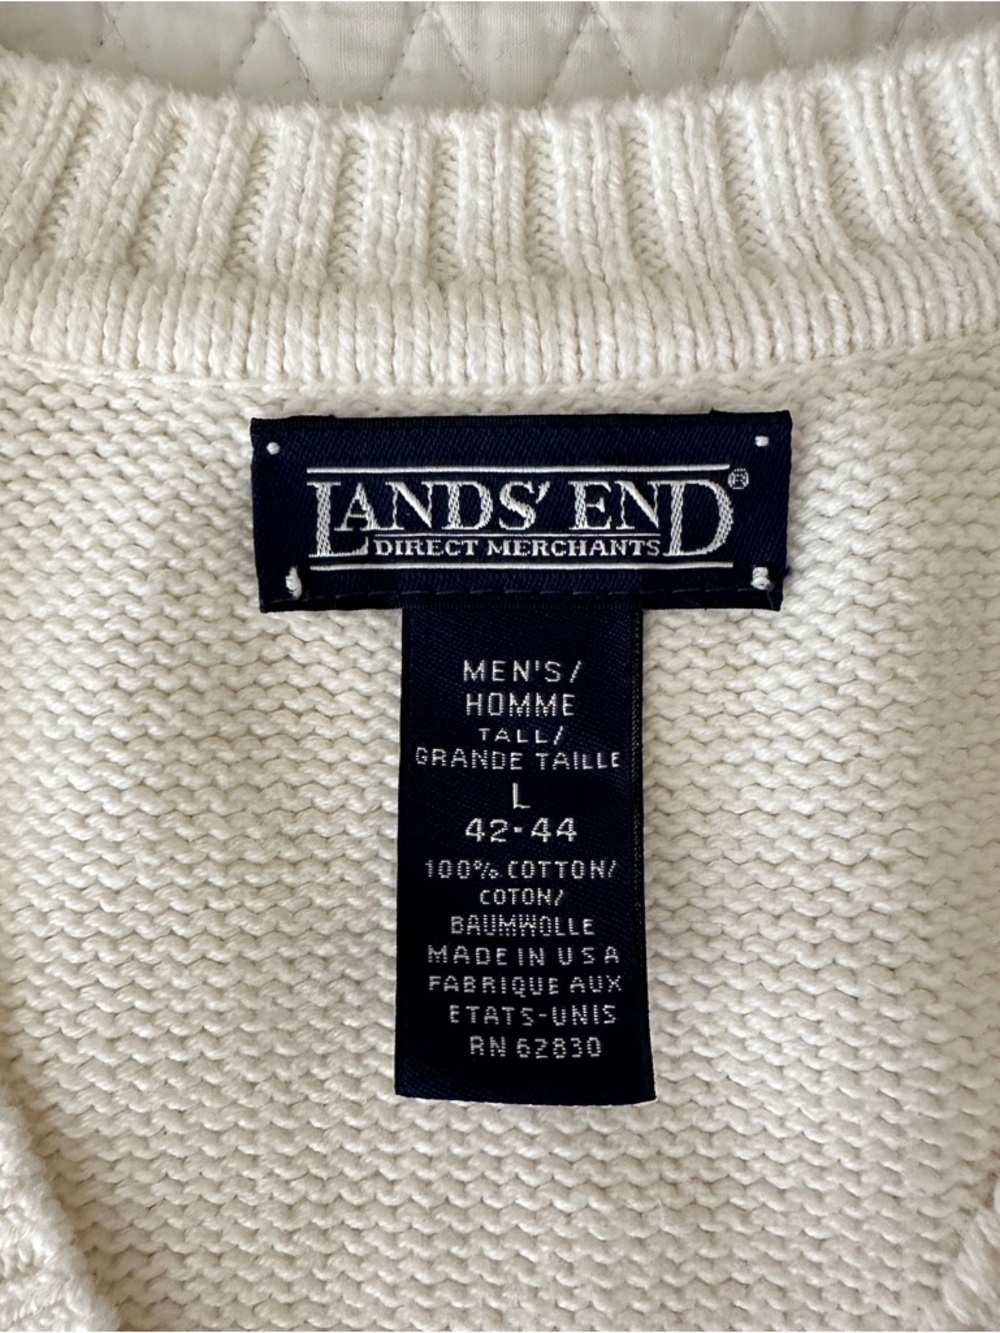 LANDS' END®
DIRECT MERCHANTS
MEN'S/
HOMME
TALL/
GRANDE TAILLE
L
42-44
100% COTTON/
COTON/
BAUMWOLLE
MADE IN USA
FABRIQUE AUX
ETATS-UNIS
RN 62830